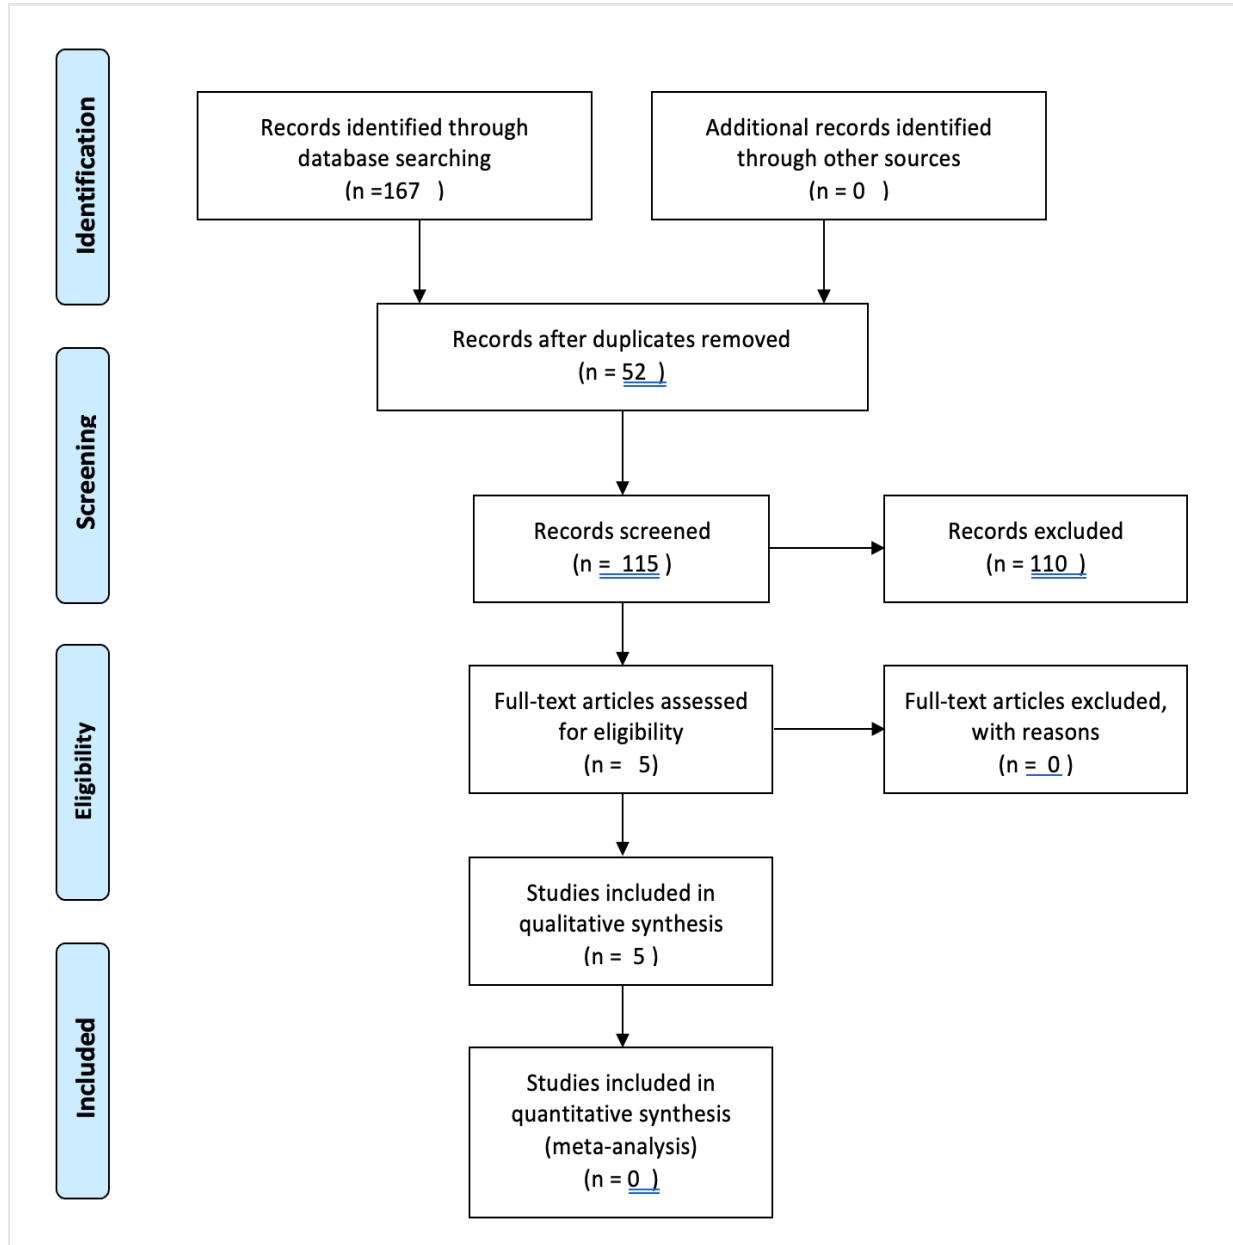 Identification
Records identified through
database searching
(n =167   )
Additional records identified
through other sources
(n = 0   )
Records after duplicates removed
(n = 52  )
Screening
Records screened
(n =  115 )
Records excluded
(n = 110  )
Eligibility
Full-text articles assessed
for eligibility
(n =   5)
Full-text articles excluded,
with reasons
(n =  0 )
Studies included in
qualitative synthesis
(n =  5 )
Included
Studies included in
quantitative synthesis
(meta-analysis)
(n = 0  )